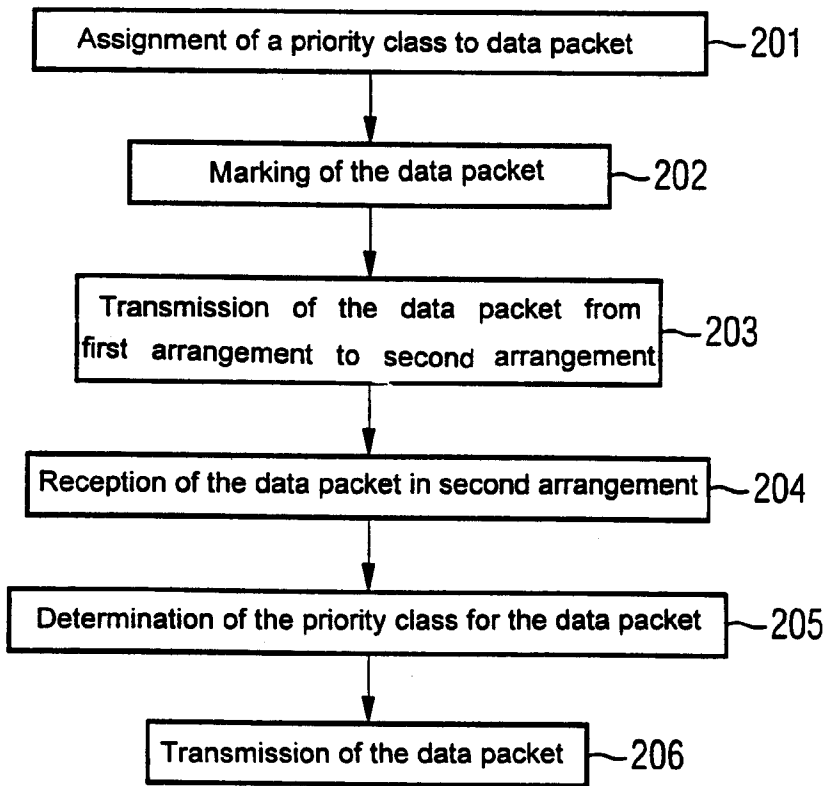 Assignment of a priority class to data packet 201
Marking of the data packet 202
Transmission of the data packet from
first arrangement to second arrangement 203
Reception of the data packet in second arrangement 204
Determination of the priority class for the data packet 205
Transmission of the data packet 206